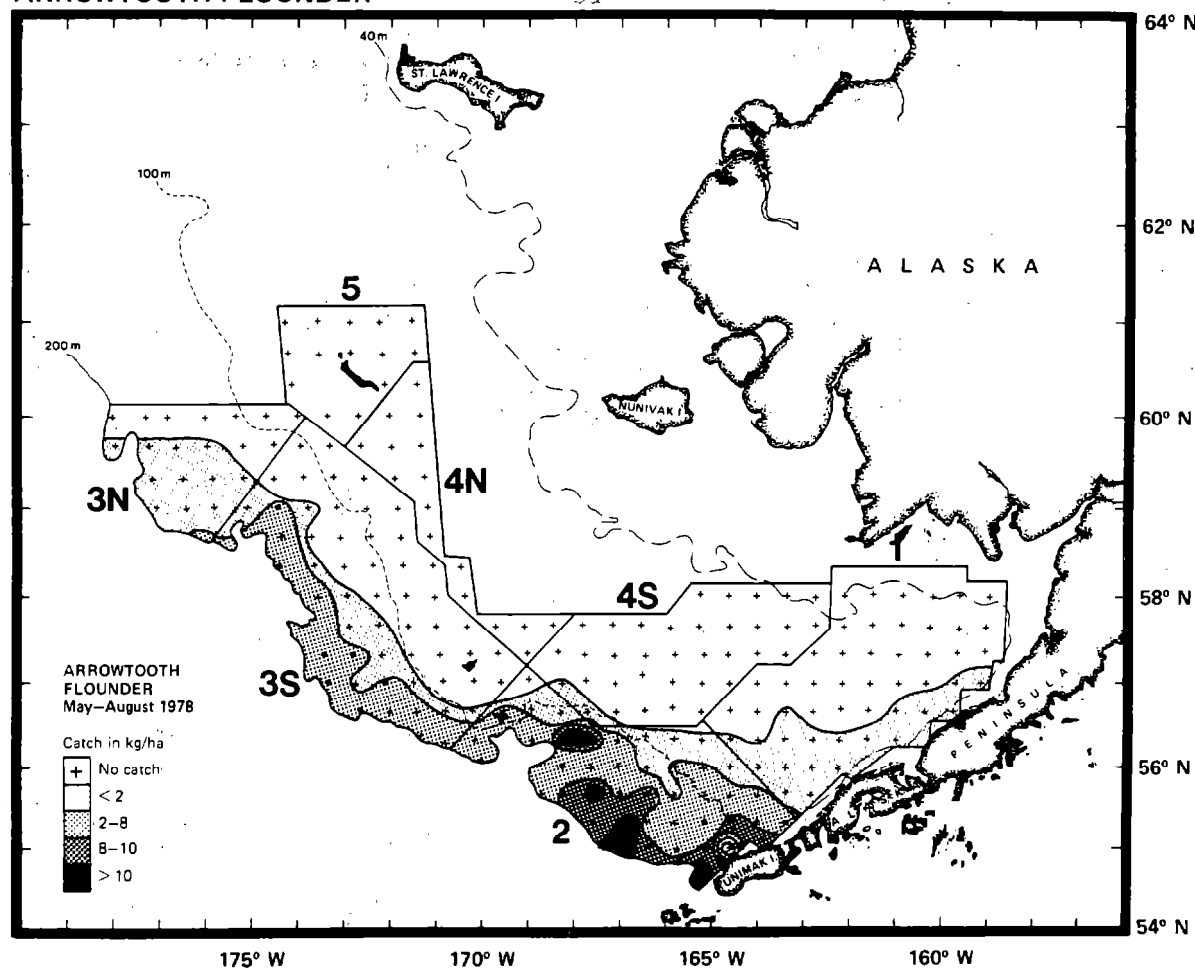 ARROWTOOTH FLOUNDER
64° N
40 m
ST. LAWRENCE I
100 m
62° N
ALASKA
5
200 m
NUNIVAK I
60° N
3N
4N
1
4S
58° N
3S
ARROWTOOTH
FLOUNDER
May–August 1978
PENINSULA
Catch in kg/ha
+ No catch
< 2
2–8
8–10
> 10
56° N
2
UNIMAK I
54° N
175° W
170° W
165° W
160° W